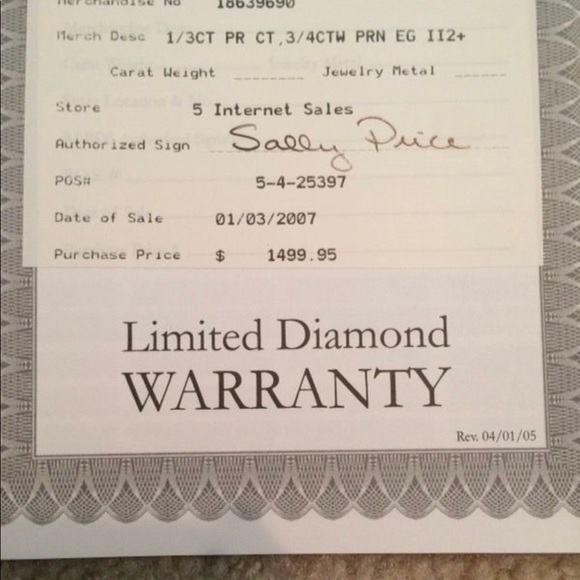 Merchandise No 18639690
Merch Desc 1/3CT PR CT,3/4CTW PRN EG II2+
Carat Weight Jewelry Metal
Store 5 Internet Sales
Authorized Sign Sally Price
POS# 5-4-25397
Date of Sale 01/03/2007
Purchase Price $ 1499.95
Limited Diamond
WARRANTY
Rev. 04/01/05